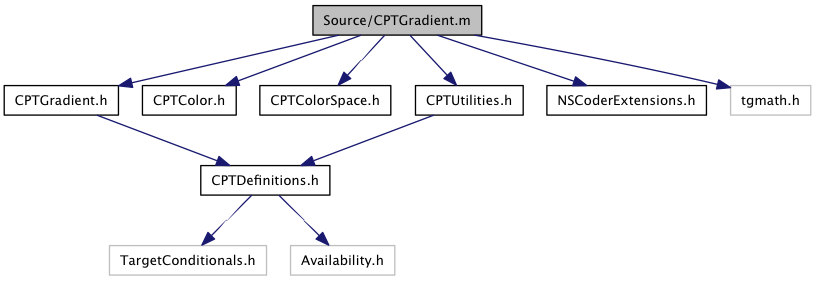 Source/CPTGradient.m
CPTGradient.h
CPTColor.h
CPTColorSpace.h
CPTUtilities.h
NSCoderExtensions.h
tgmath.h
CPTDefinitions.h
TargetConditionals.h
Availability.h